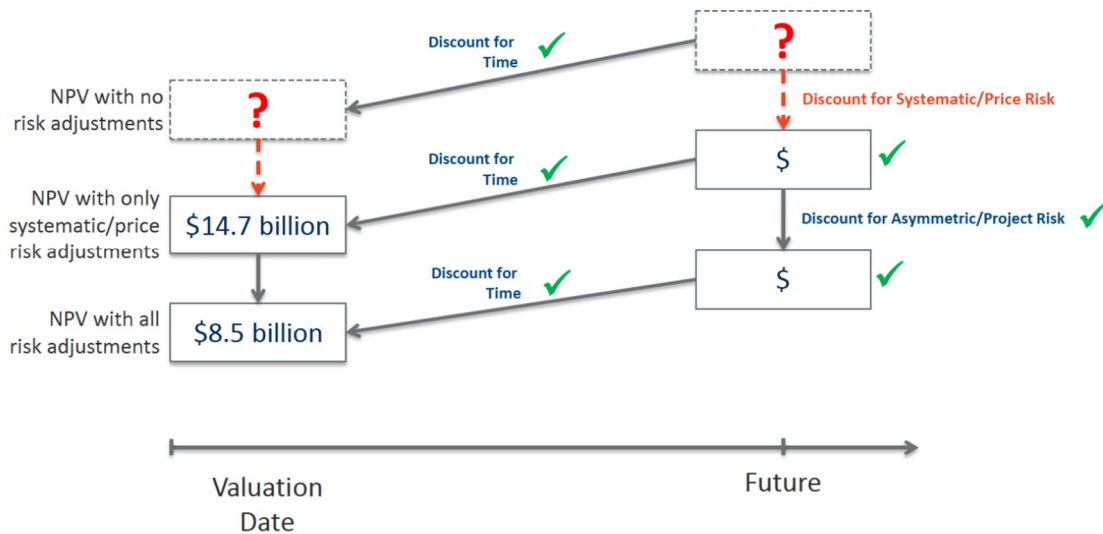 Discount for
Time
?
NPV with no
risk adjustments
?
Discount for Systematic/Price Risk
Discount for
Time
$
NPV with only
systematic/price
risk adjustments
$14.7 billion
Discount for Asymmetric/Project Risk
Discount for
Time
$
NPV with all
risk adjustments
$8.5 billion
Valuation
Date
Future